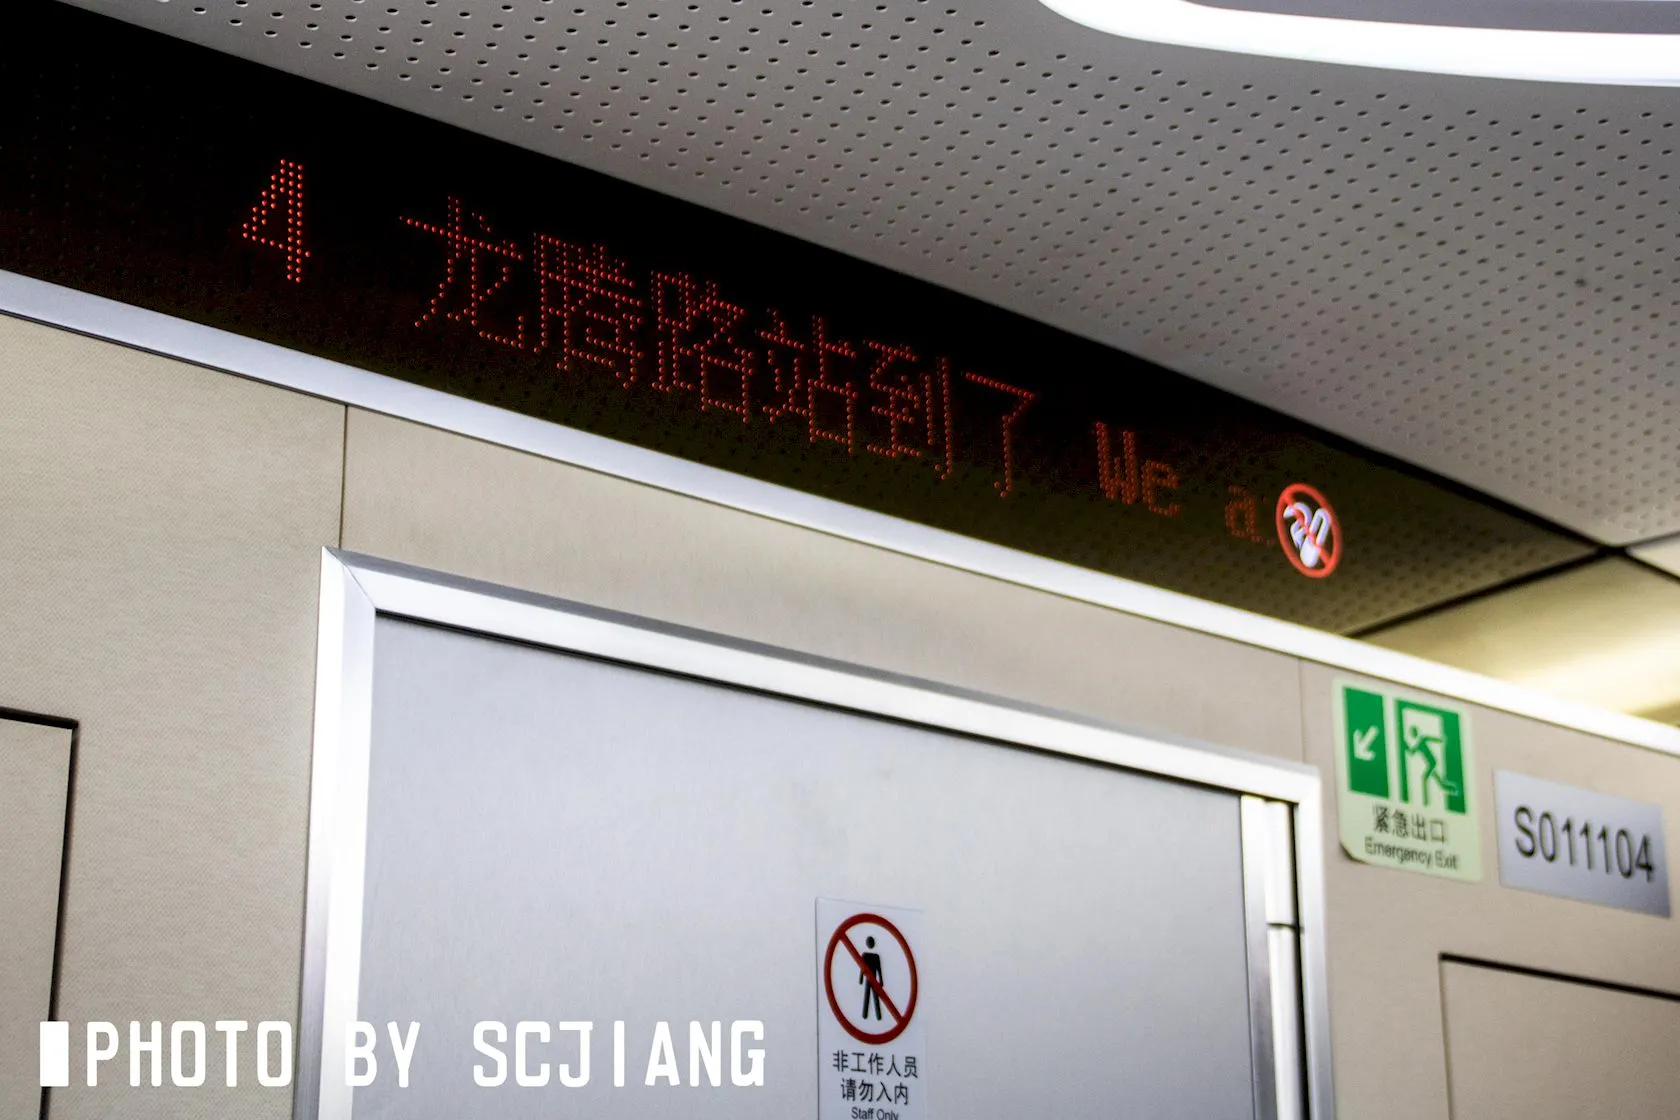 4 龙腾路站到了 We a
紧急出口
Emergency Exit
S011104
非工作人员
请勿入内
Staff Only
PHOTO BY SCJIANG